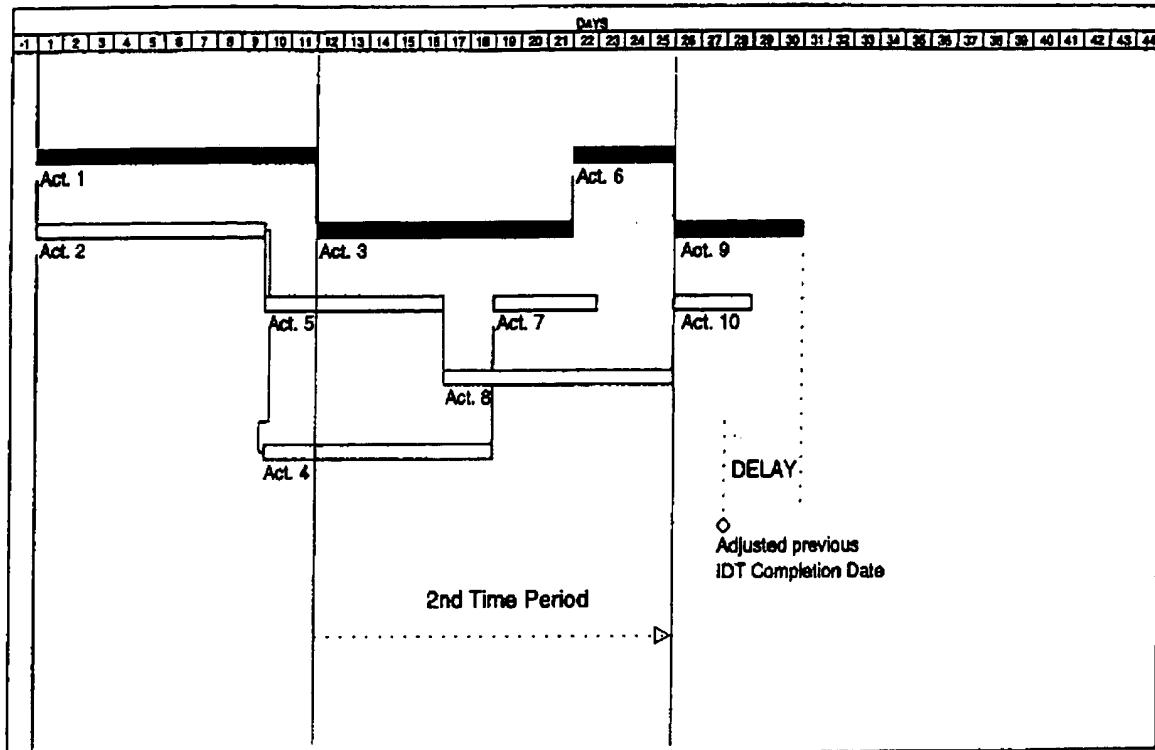 DAYS
-1 1 2 3 4 5 6 7 8 9 10 11 12 13 14 15 16 17 18 19 20 21 22 23 24 25 26 27 28 29 30 31 32 33 34 35 36 37 38 39 40 41 42 43 44
Act. 1
Act. 6
Act. 2
Act. 3
Act. 9
Act. 5
Act. 7
Act. 10
Act. 8
Act. 4
DELAY
Adjusted previous
IDT Completion Date
2nd Time Period